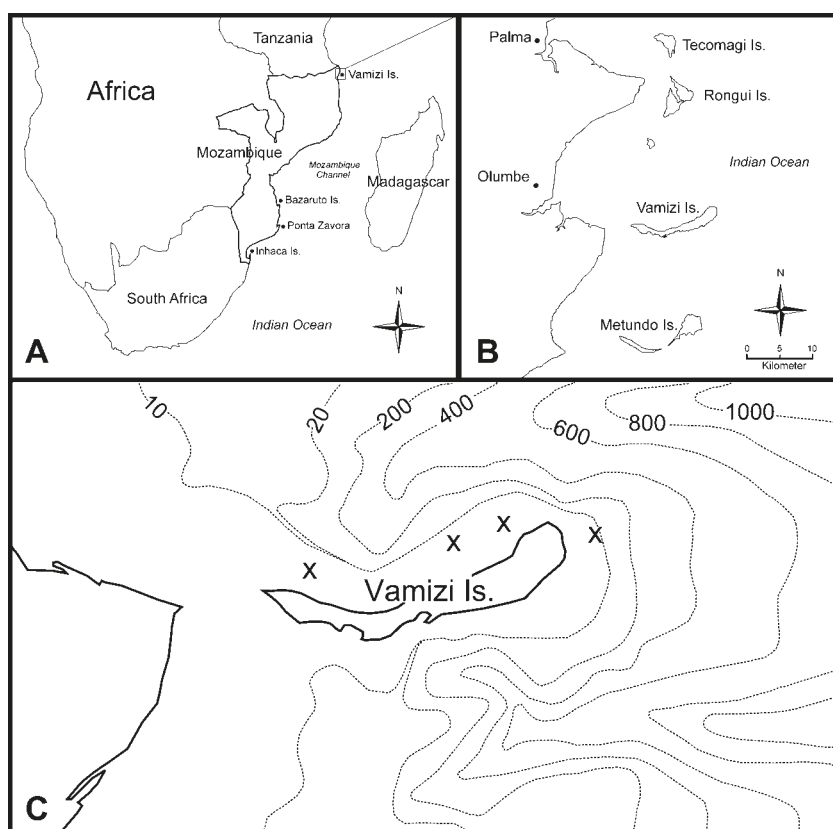 Tanzania
Vamizi Is.
Africa
Mozambique
Mozambique
Channel
Madagascar
Bazaruto Is.
Ponta Zavora
Inhaca Is.
South Africa
N
Indian Ocean
A
Palma
Tecomagi Is.
Rongui Is.
Indian Ocean
Olumbe
Vamizi Is.
N
Metundo Is.
0 5 10
Kilometer
B
10
20
200
400
600
800
1000
X
X
X
X
Vamizi Is.
C